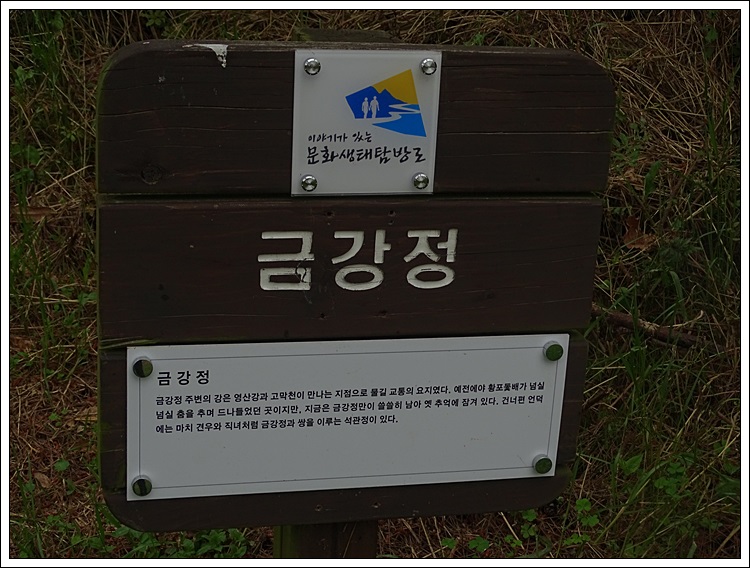 이야기가 있는
문화생태탐방로
금강정
금강정
금강정 주변의 강은 영산강과 고막천이 만나는 지점으로 물길 교통의 요지였다. 예전에야 황포돛배가 넘실
넘실 춤을 추며 드나들었던 곳이지만, 지금은 금강정만이 쓸쓸히 남아 옛 추억에 잠겨 있다. 건너편 언덕
에는 마치 견우와 직녀처럼 금강정과 쌍을 이루는 석관정이 있다.